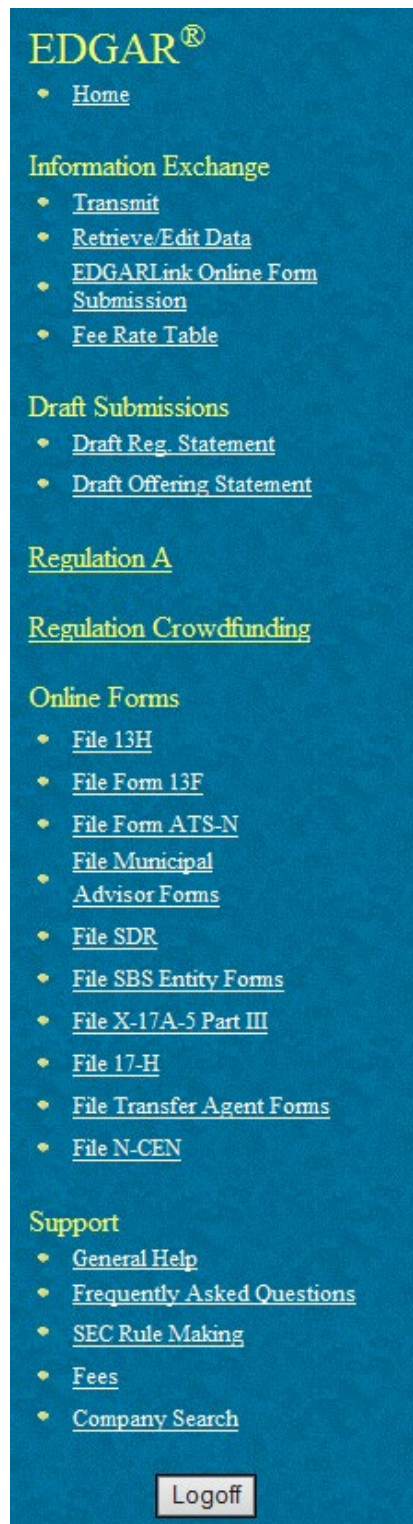 EDGAR®
Home
Information Exchange
Transmit
Retrieve/Edit Data
EDGARLink Online Form
Submission
Fee Rate Table
Draft Submissions
Draft Reg. Statement
Draft Offering Statement
Regulation A
Regulation Crowdfunding
Online Forms
File 13H
File Form 13F
File Form ATS-N
File Municipal
Advisor Forms
File SDR
File SBS Entity Forms
File X-17A-5 Part III
File 17-H
File Transfer Agent Forms
File N-CEN
Support
General Help
Frequently Asked Questions
SEC Rule Making
Fees
Company Search
Logoff